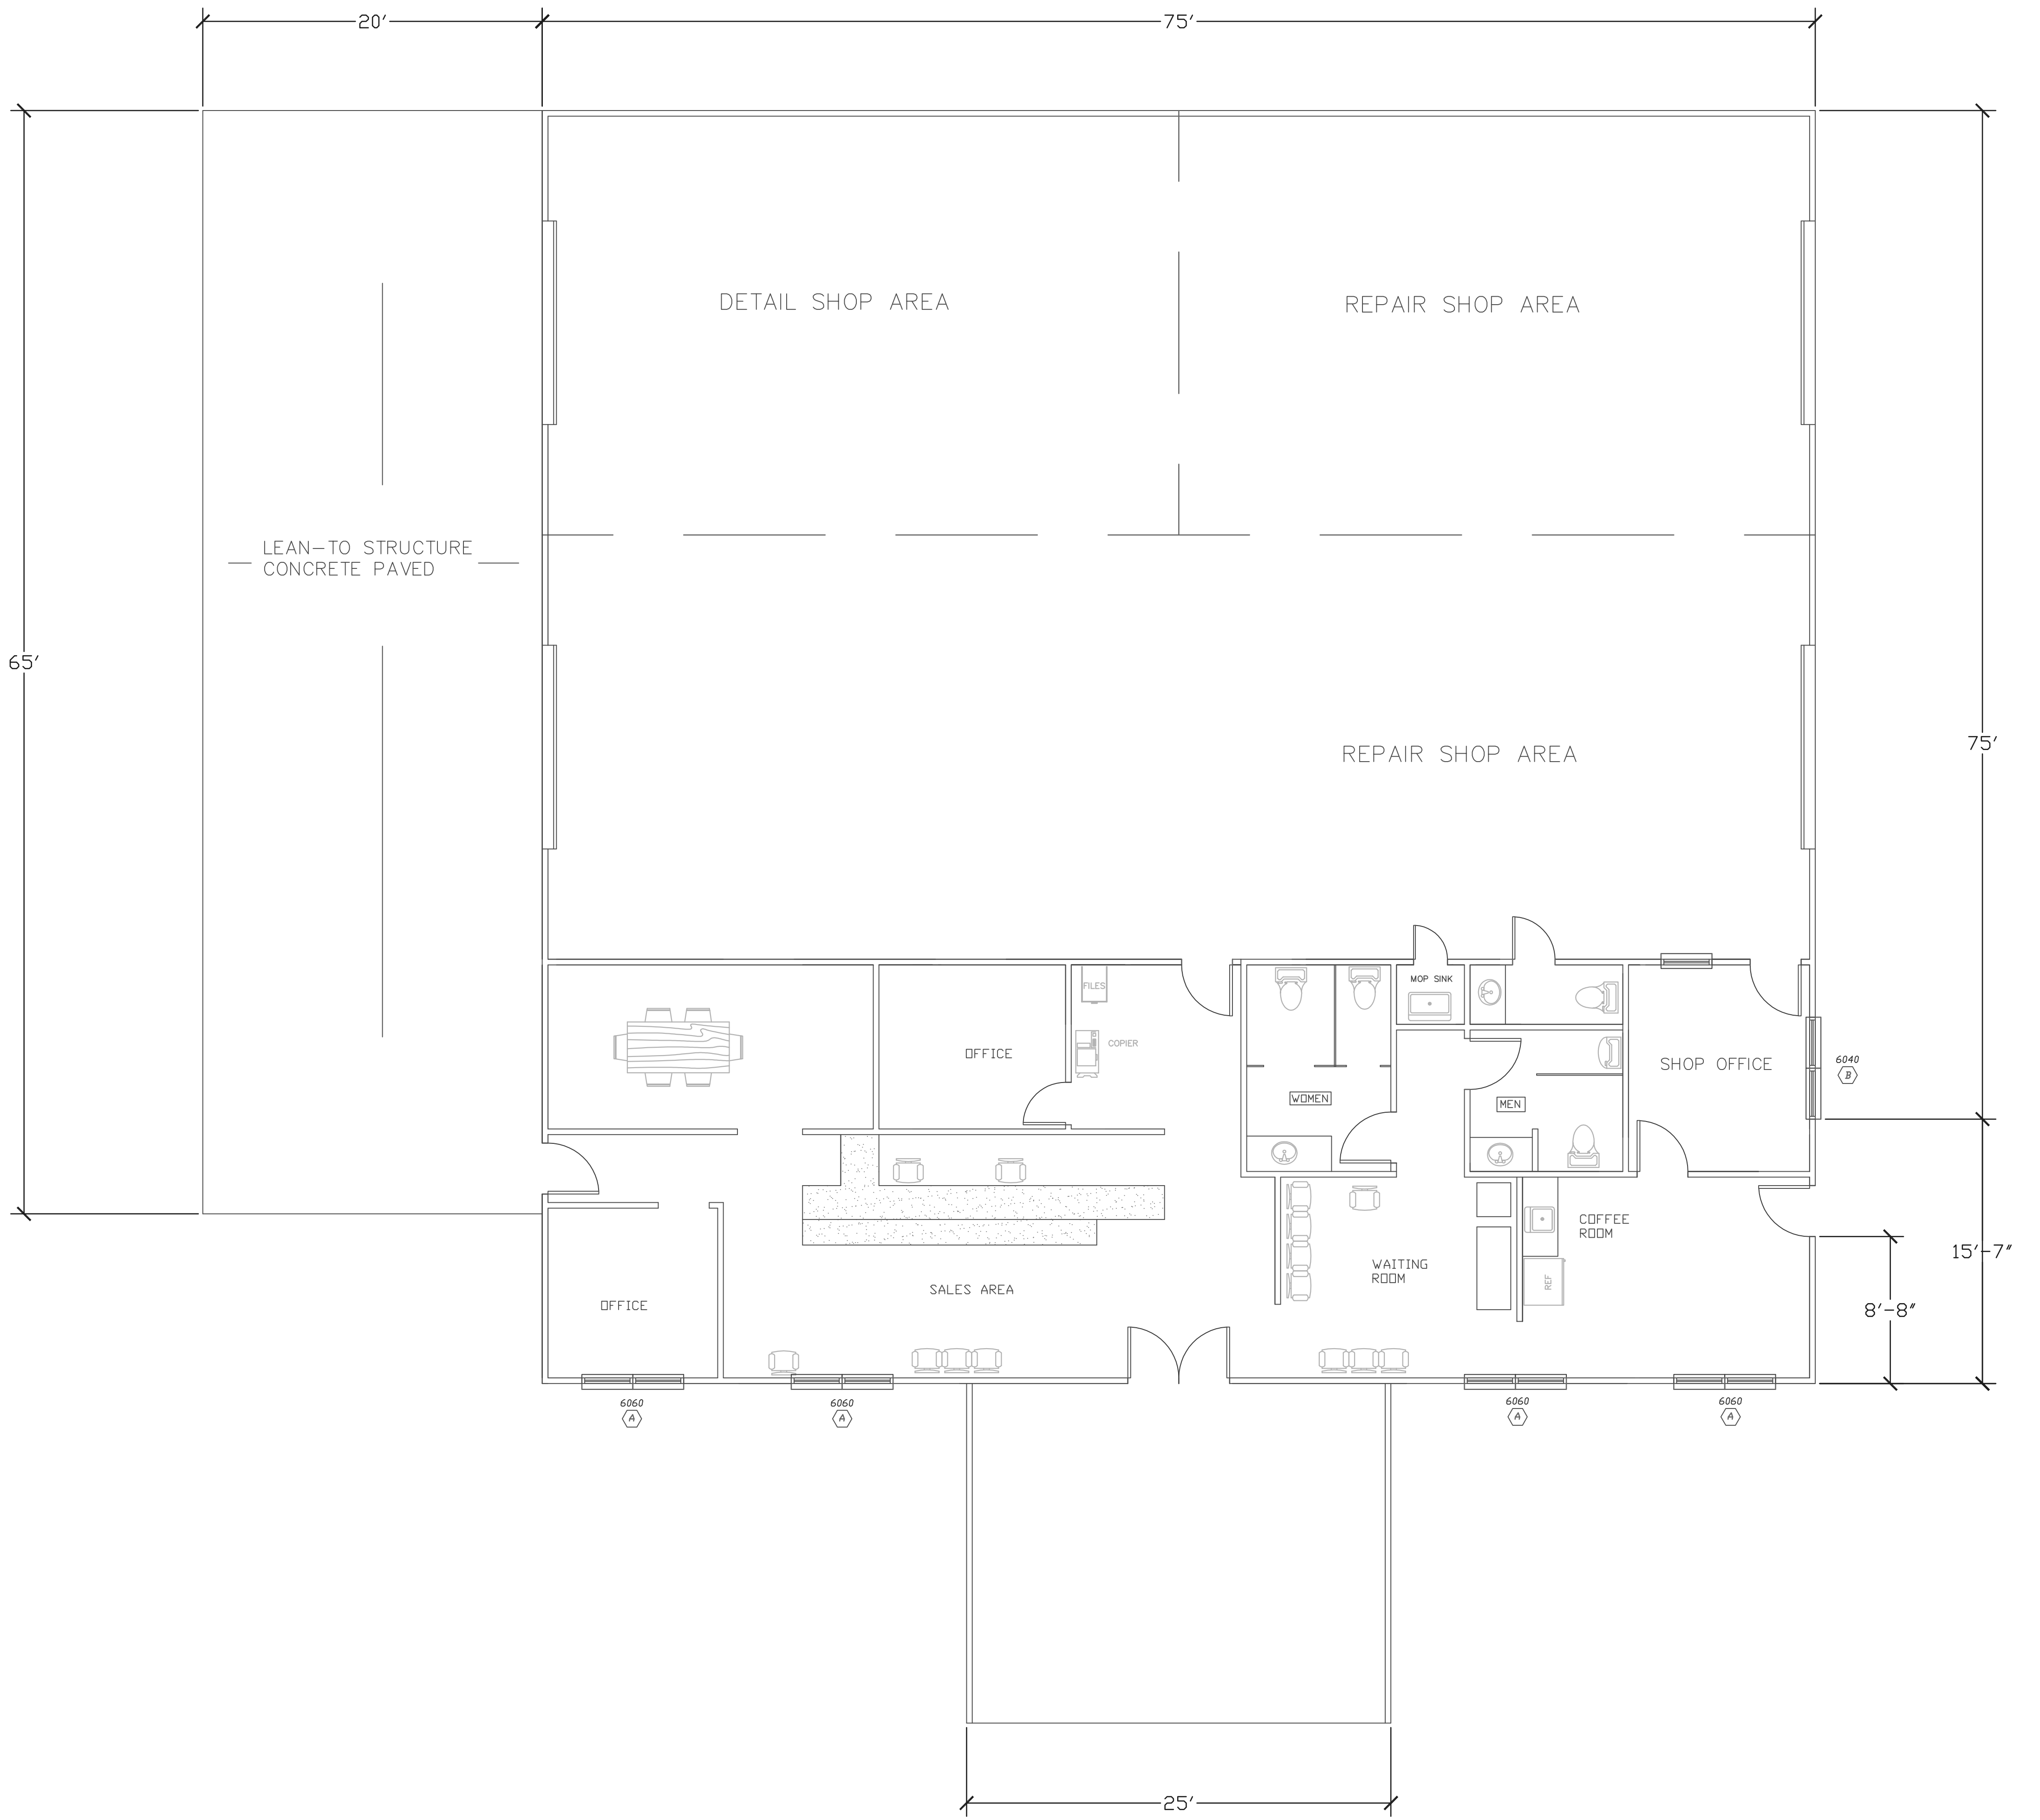 20'
75'
DETAIL SHOP AREA
REPAIR SHOP AREA
LEAN-TO STRUCTURE
CONCRETE PAVED
65'
75'
REPAIR SHOP AREA
FILES
MOP SINK
COPIER
OFFICE
SHOP OFFICE
6040
B
WOMEN
MEN
COFFEE
ROOM
WAITING
ROOM
REF
SALES AREA
OFFICE
15'-7"
8'-8"
6060
A
6060
A
6060
A
6060
A
25'